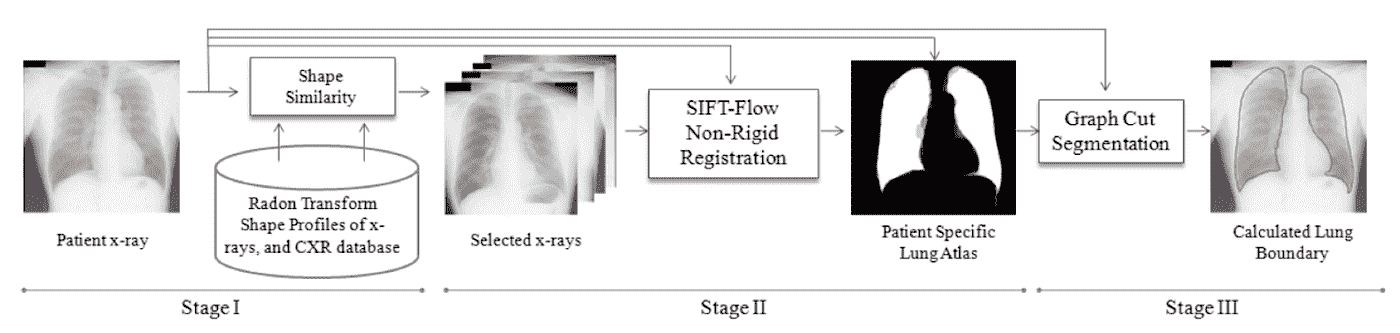 Patient x-ray
Shape
Similarity
Radon Transform
Shape Profiles of x-
rays, and CXR database
Selected x-rays
SIFT-Flow
Non-Rigid
Registration
Patient Specific
Lung Atlas
Graph Cut
Segmentation
Calculated Lung
Boundary
Stage I
Stage II
Stage III